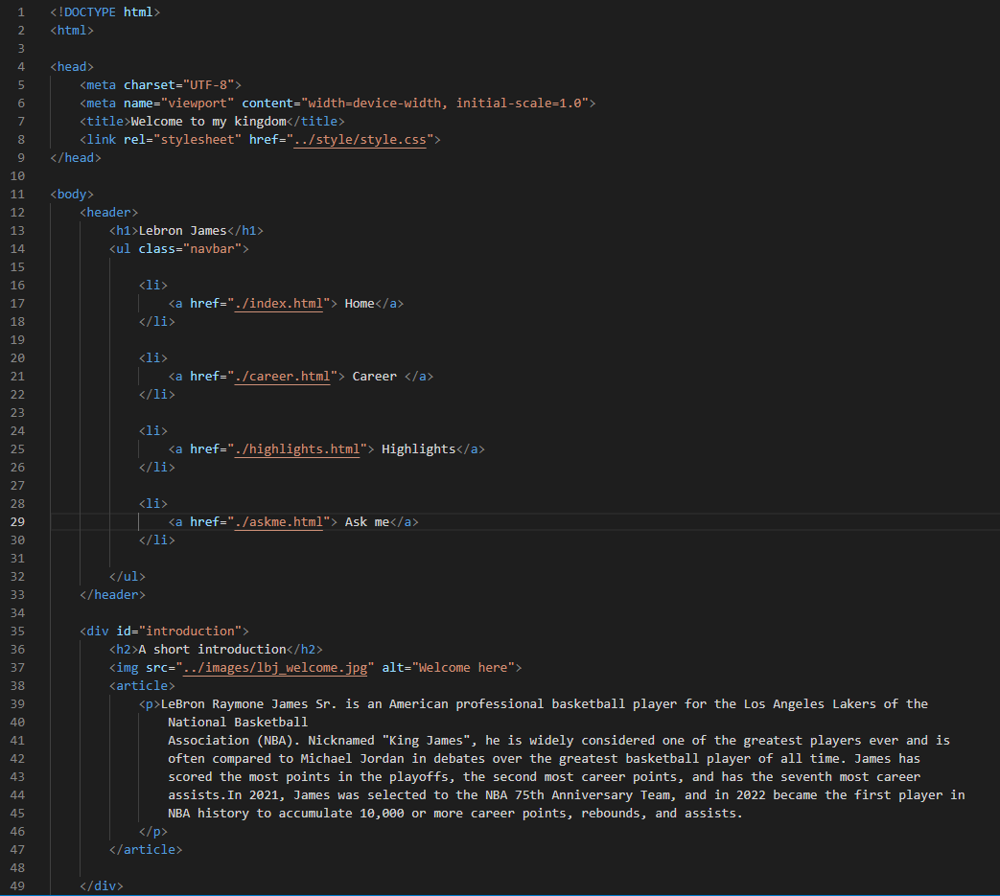 1 <!DOCTYPE html>
2 <html>
3
4 <head>
5     <meta charset="UTF-8">
6     <meta name="viewport" content="width=device-width, initial-scale=1.0">
7     <title>Welcome to my kingdom</title>
8     <link rel="stylesheet" href="../style/style.css">
9 </head>
10
11 <body>
12     <header>
13         <h1>Lebron James</h1>
14         <ul class="navbar">
15
16             <li>
17                 <a href="./index.html"> Home</a>
18             </li>
19
20             <li>
21                 <a href="./career.html"> Career </a>
22             </li>
23
24             <li>
25                 <a href="./highlights.html"> Highlights</a>
26             </li>
27
28             <li>
29                 <a href="./askme.html"> Ask me</a>
30             </li>
31
32         </ul>
33     </header>
34
35     <div id="introduction">
36         <h2>A short introduction</h2>
37         <img src="../images/lbj_welcome.jpg" alt="Welcome here">
38         <article>
39             <p>LeBron Raymone James Sr. is an American professional basketball player for the Los Angeles Lakers of the
40                 National Basketball
41                 Association (NBA). Nicknamed "King James", he is widely considered one of the greatest players ever and is
42                 often compared to Michael Jordan in debates over the greatest basketball player of all time. James has
43                 scored the most points in the playoffs, the second most career points, and has the seventh most career
44                 assists.In 2021, James was selected to the NBA 75th Anniversary Team, and in 2022 became the first player in
45                 NBA history to accumulate 10,000 or more career points, rebounds, and assists.
46             </p>
47         </article>
48
49     </div>